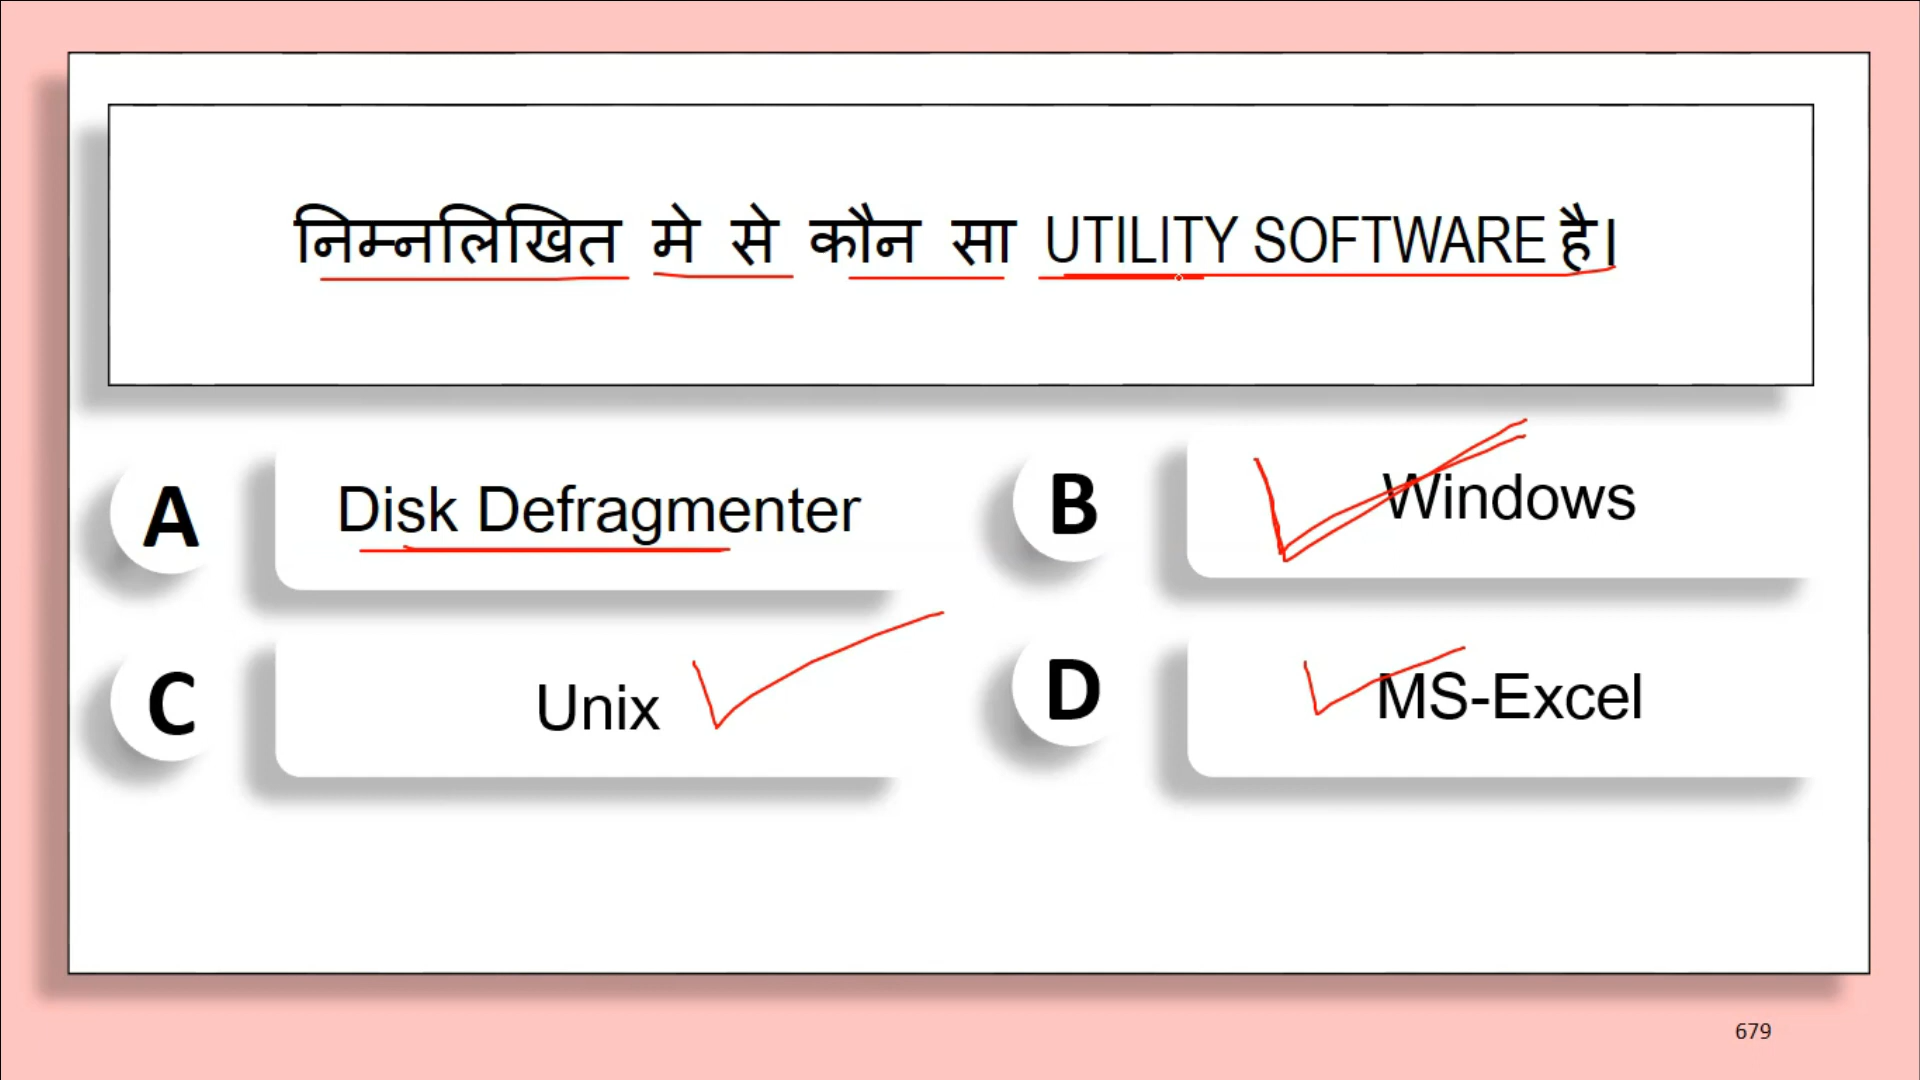 निम्नलिखित मे से कौन सा UTILITY SOFTWARE है।
A Disk Defragmenter
B Windows
C Unix
D MS-Excel
679